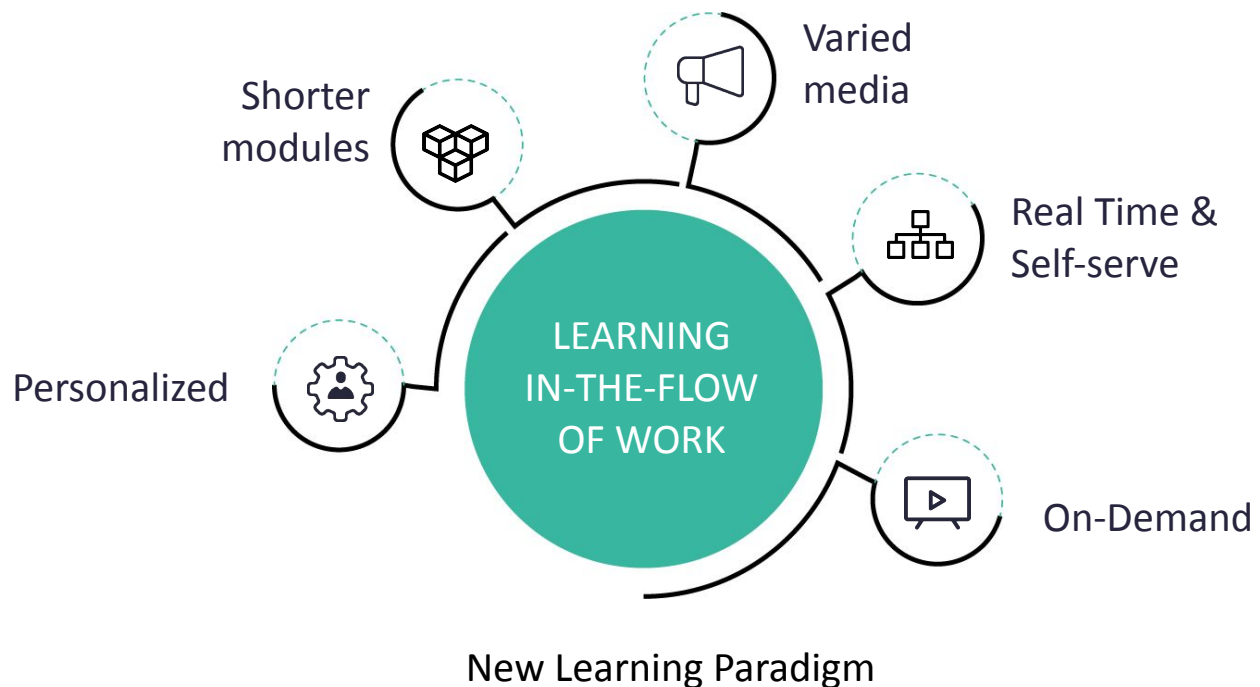 Varied
media
Shorter
modules
Real Time &
Self-serve
Personalized
LEARNING
IN-THE-FLOW
OF WORK
On-Demand
New Learning Paradigm